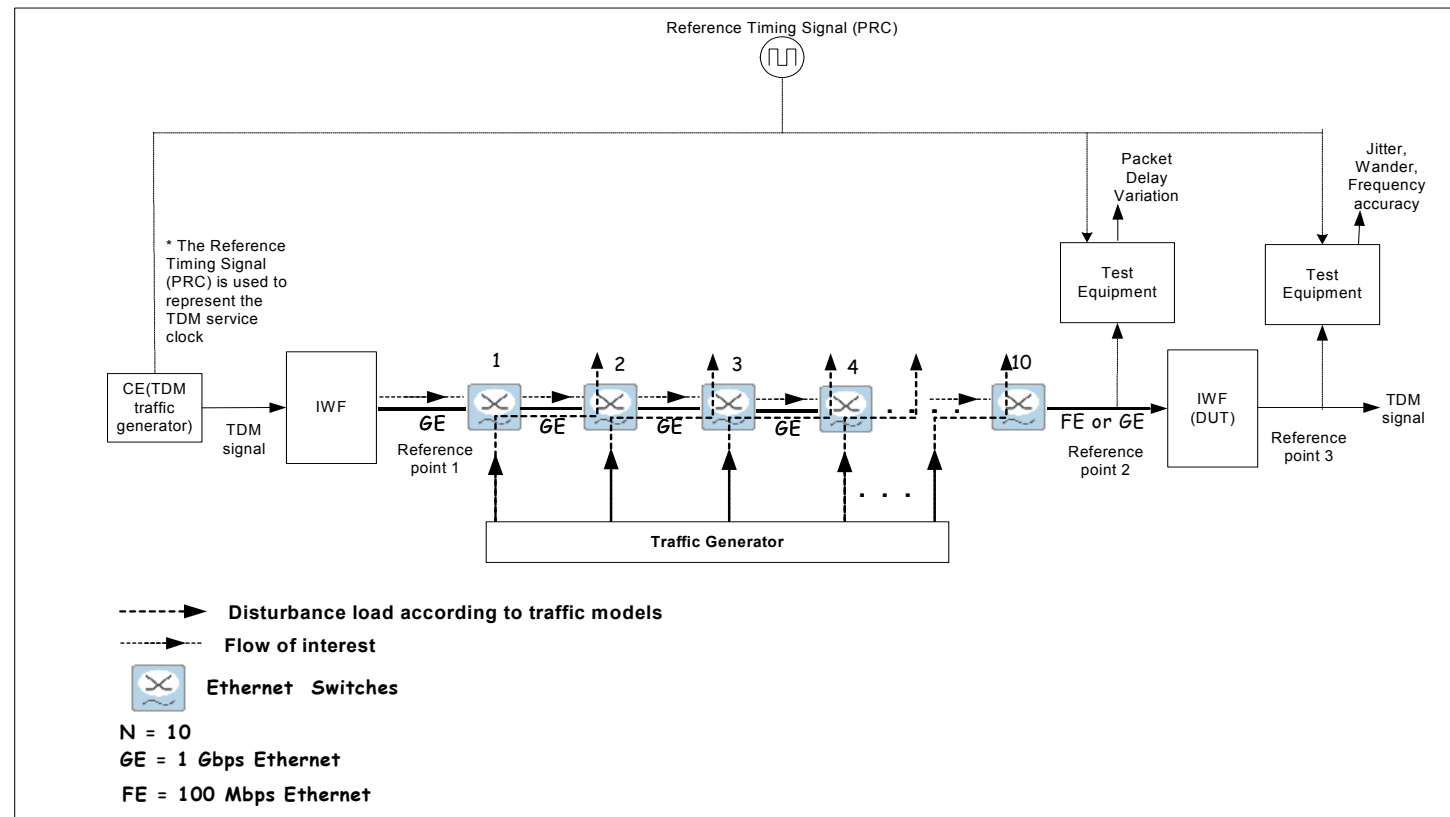 Reference Timing Signal (PRC)
Packet
Delay
Variation
Jitter,
Wander,
Frequency
accuracy
* The Reference
Timing Signal
(PRC) is used to
represent the
TDM service
clock
Test
Equipment
Test
Equipment
CE(TDM
traffic
generator)
TDM
signal
IWF
GE
Reference
point 1
1
GE
2
GE
3
GE
4
. . .
10
FE or GE
Reference
point 2
IWF
(DUT)
Reference
point 3
TDM
signal
. . .
Traffic Generator
Disturbance load according to traffic models
Flow of interest
Ethernet Switches
N = 10
GE = 1 Gbps Ethernet
FE = 100 Mbps Ethernet